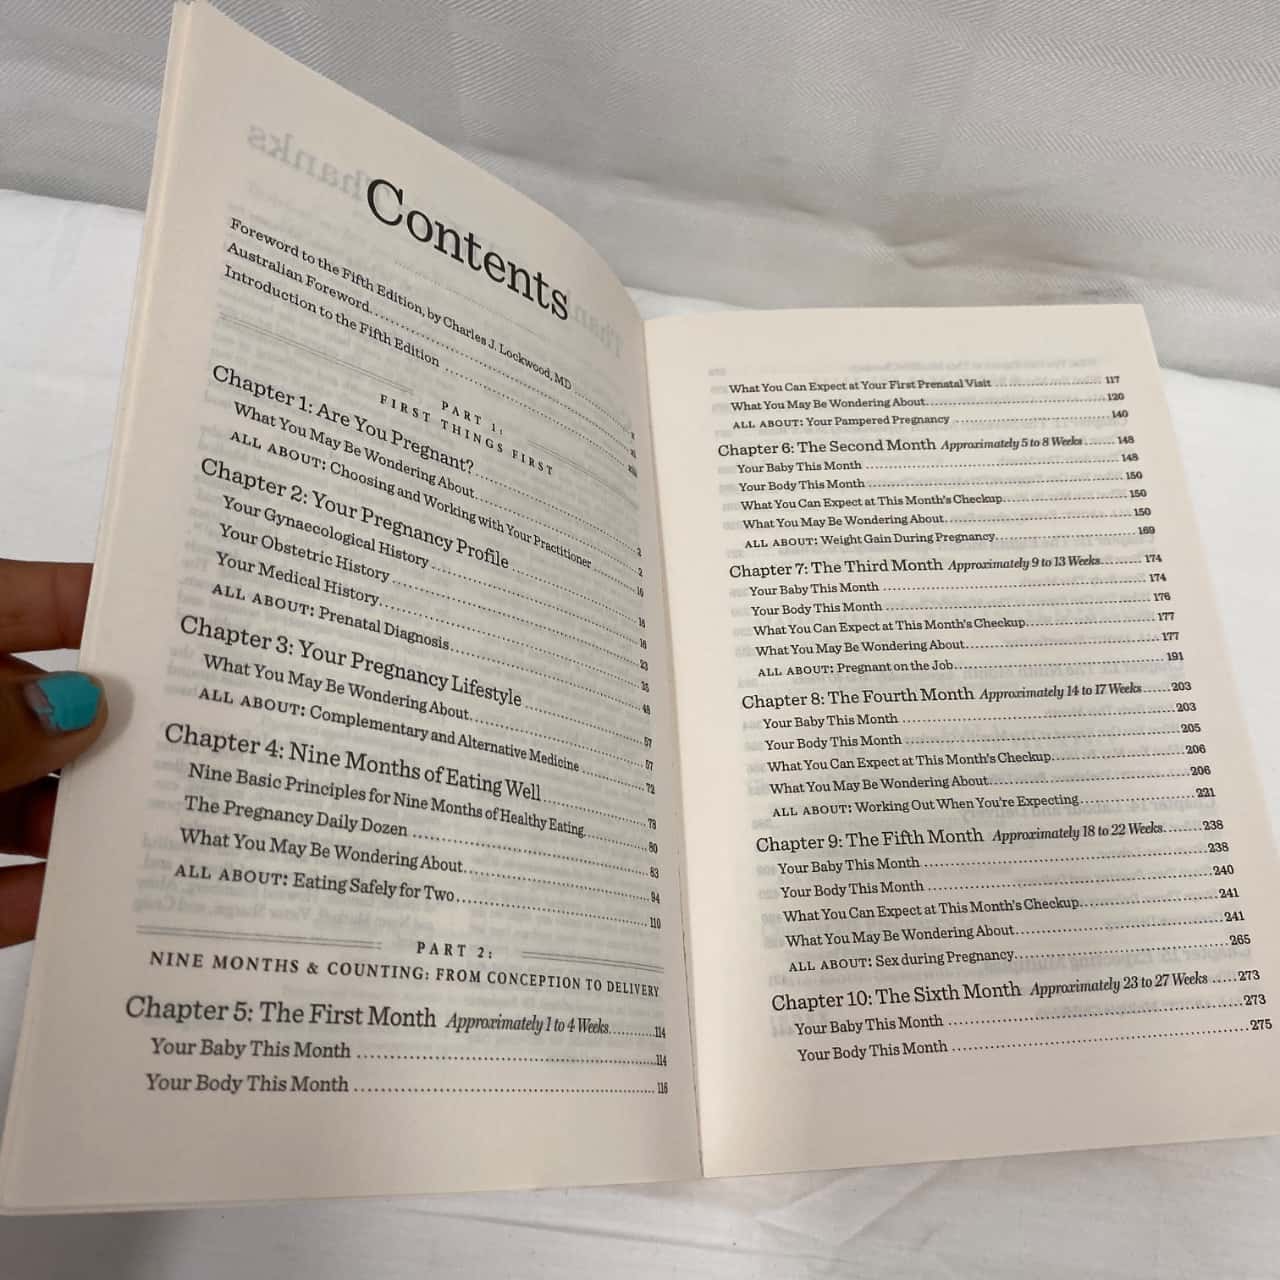 Contents
Foreword to the Fifth Edition, by Charles J. Lockwood, MD
Australian Foreword
Introduction to the Fifth Edition
PART 1:
FIRST THINGS FIRST
Chapter 1: Are You Pregnant? 2
What You May Be Wondering About 2
ALL ABOUT: Choosing and Working with Your Practitioner 10
Chapter 2: Your Pregnancy Profile
Your Gynaecological History
Your Obstetric History
Your Medical History
ALL ABOUT: Prenatal Diagnosis
Chapter 3: Your Pregnancy Lifestyle 57
What You May Be Wondering About 57
ALL ABOUT: Complementary and Alternative Medicine 72
Chapter 4: Nine Months of Eating Well 78
Nine Basic Principles for Nine Months of Healthy Eating 80
The Pregnancy Daily Dozen 83
What You May Be Wondering About 94
ALL ABOUT: Eating Safely for Two 110
PART 2:
NINE MONTHS & COUNTING: FROM CONCEPTION TO DELIVERY
Chapter 5: The First Month Approximately 1 to 4 Weeks 114
Your Baby This Month 114
Your Body This Month 116
What You Can Expect at Your First Prenatal Visit 117
What You May Be Wondering About 120
ALL ABOUT: Your Pampered Pregnancy 140
Chapter 6: The Second Month Approximately 5 to 8 Weeks 148
Your Baby This Month 148
Your Body This Month 150
What You Can Expect at This Month's Checkup 150
What You May Be Wondering About 150
ALL ABOUT: Weight Gain During Pregnancy 169
Chapter 7: The Third Month Approximately 9 to 13 Weeks 174
Your Baby This Month 174
Your Body This Month 176
What You Can Expect at This Month's Checkup 177
What You May Be Wondering About 177
ALL ABOUT: Pregnant on the Job 191
Chapter 8: The Fourth Month Approximately 14 to 17 Weeks 203
Your Baby This Month 203
Your Body This Month 205
What You Can Expect at This Month's Checkup 206
What You May Be Wondering About 206
ALL ABOUT: Working Out When You're Expecting 221
Chapter 9: The Fifth Month Approximately 18 to 22 Weeks 238
Your Baby This Month 238
Your Body This Month 240
What You Can Expect at This Month's Checkup 241
What You May Be Wondering About 241
ALL ABOUT: Sex during Pregnancy 265
Chapter 10: The Sixth Month Approximately 23 to 27 Weeks 273
Your Baby This Month 273
Your Body This Month 275